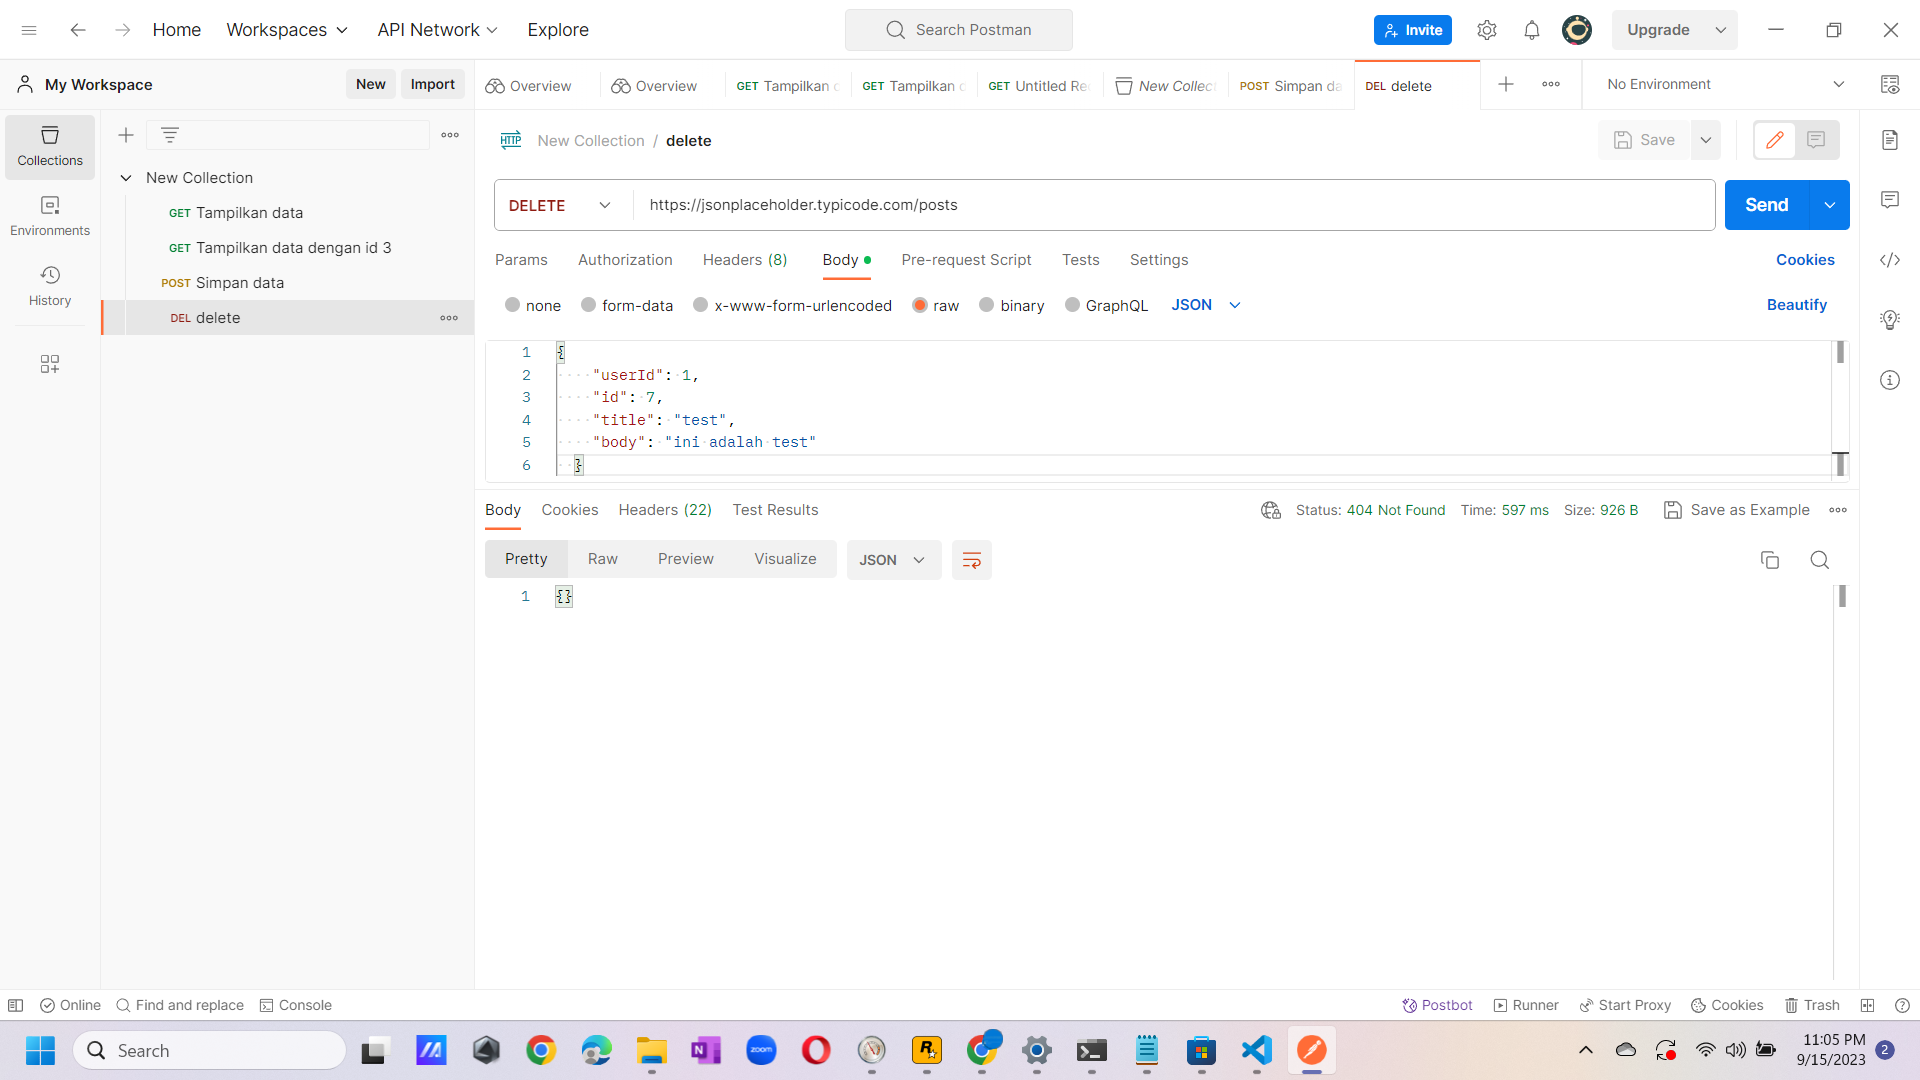 Home Workspaces API Network Explore Search Postman Invite Upgrade
My Workspace New Import Overview Overview GET Tampilkan GET Tampilkan GET Untitled Re New Collect POST Simpan da DEL delete No Environment
Collections
Environments
History
New Collection
GET Tampilkan data
GET Tampilkan data dengan id 3
POST Simpan data
DEL delete
HTTP New Collection / delete Save
DELETE https://jsonplaceholder.typicode.com/posts Send
Params Authorization Headers (8) Body Pre-request Script Tests Settings Cookies
none form-data x-www-form-urlencoded raw binary GraphQL JSON Beautify
1 {
2 "userId": 1,
3 "id": 7,
4 "title": "test",
5 "body": "ini adalah test"
6 }
Body Cookies Headers (22) Test Results Status: 404 Not Found Time: 597 ms Size: 926 B Save as Example
Pretty Raw Preview Visualize JSON
1 {}
Online Find and replace Console Postbot Runner Start Proxy Cookies Trash
Search zoom 11:05 PM
9/15/2023 2